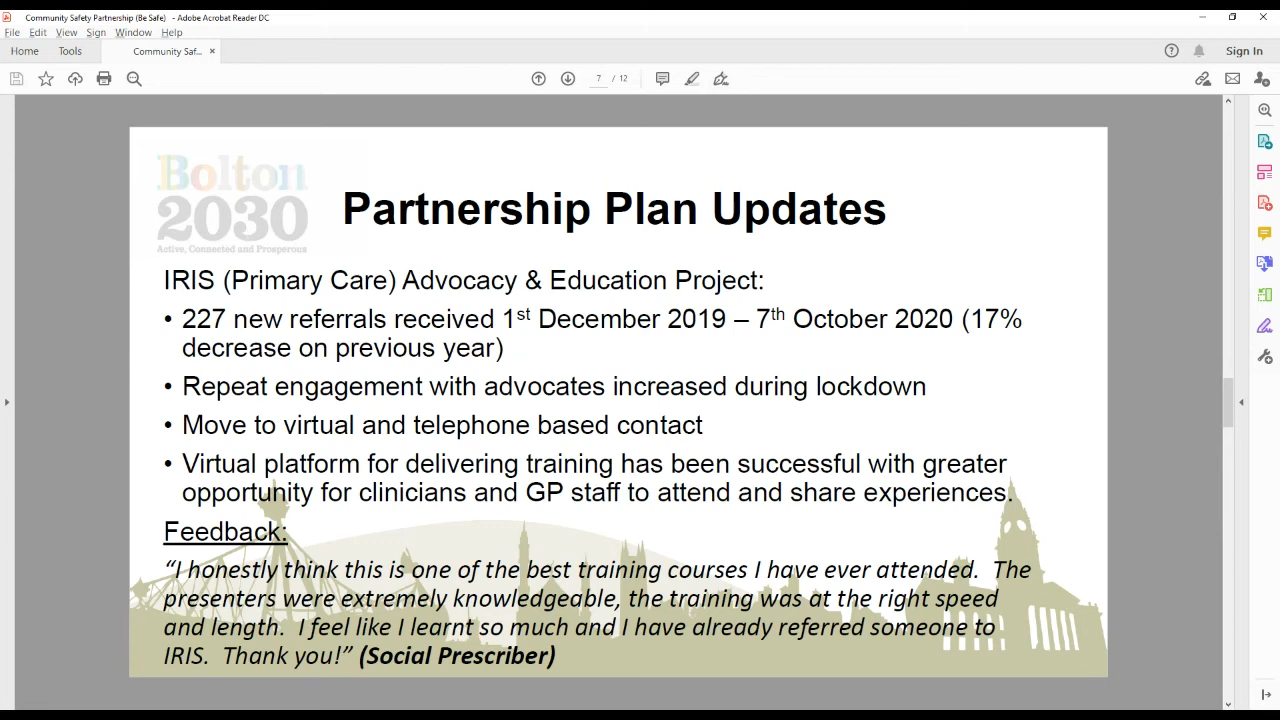 Community Safety Partnership (Be Safe) - Adobe Acrobat Reader DC
File Edit View Sign Window Help
Home Tools Community Saf... ×
Sign In
7 / 12
Bolton
2030
Active, Connected and Prosperous
Partnership Plan Updates
IRIS (Primary Care) Advocacy & Education Project:
• 227 new referrals received 1st December 2019 – 7th October 2020 (17%
decrease on previous year)
• Repeat engagement with advocates increased during lockdown
• Move to virtual and telephone based contact
• Virtual platform for delivering training has been successful with greater
opportunity for clinicians and GP staff to attend and share experiences.
Feedback:
“I honestly think this is one of the best training courses I have ever attended. The
presenters were extremely knowledgeable, the training was at the right speed
and length. I feel like I learnt so much and I have already referred someone to
IRIS. Thank you!” (Social Prescriber)